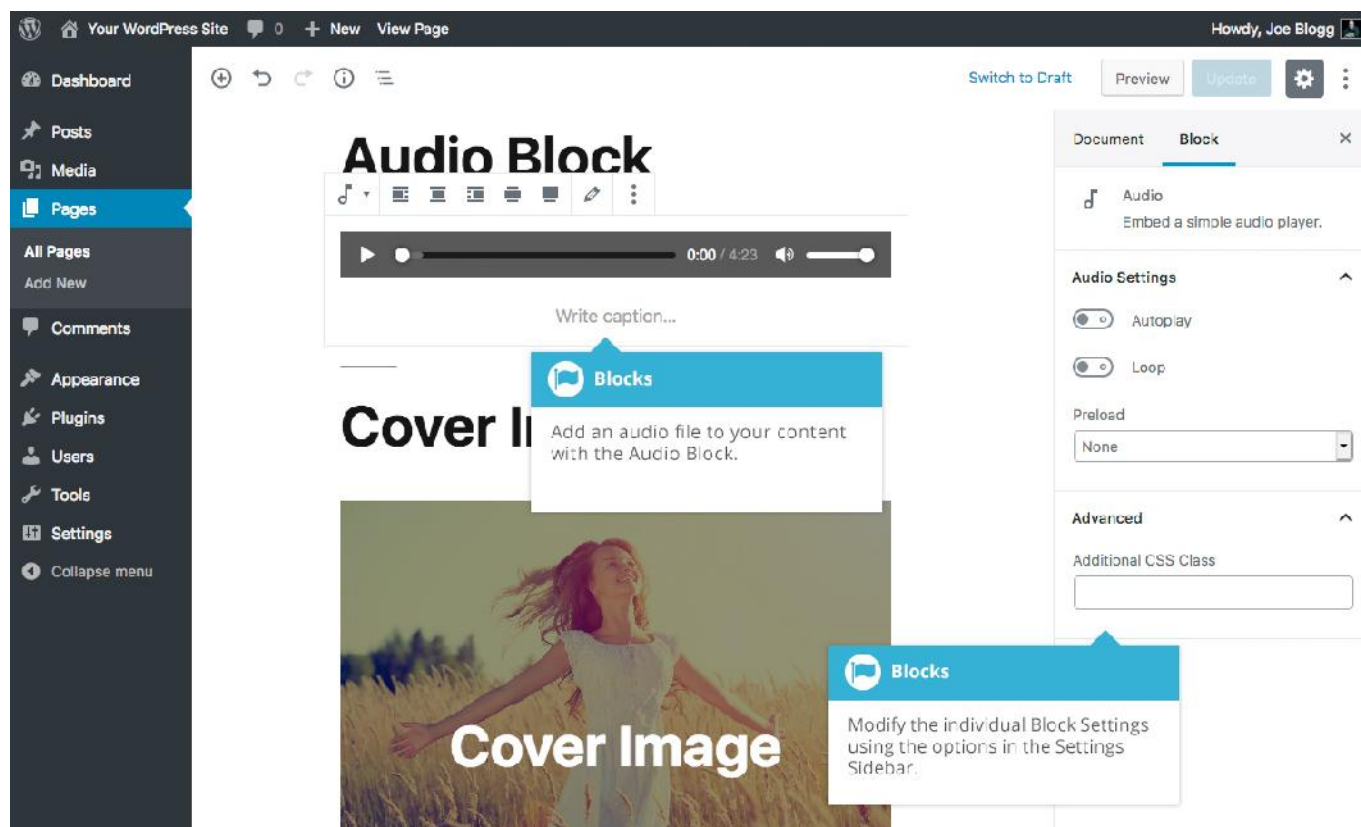 Your WordPress Site 0 + New View Page Howdy, Joe Blogg
Dashboard
Posts
Media
Pages
All Pages
Add New
Comments
Appearance
Plugins
Users
Tools
Settings
Collapse menu
Switch to Draft Preview Update
Audio Block
0:00 / 4:23
Write caption...
Blocks
Add an audio file to your content
with the Audio Block.
Cover I
Cover Image
Document Block
Audio
Embed a simple audio player.
Audio Settings
Autoplay
Loop
Preload
None
Advanced
Additional CSS Class
Blocks
Modify the individual Block Settings
using the options in the Settings
Sidebar.